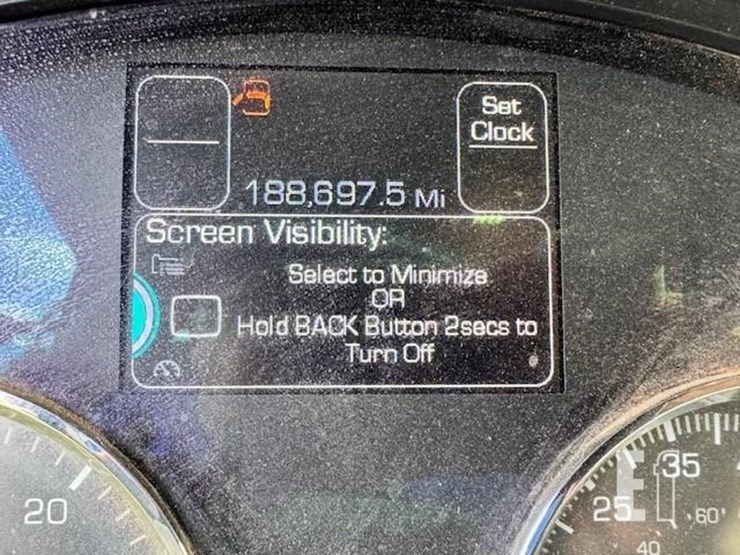 Set
Clock
188,697.5 Mi
Screen Visibility:
Select to Minimize
OR
Hold BACK Button 2secs to
Turn Off
20
25
35
60
40
E